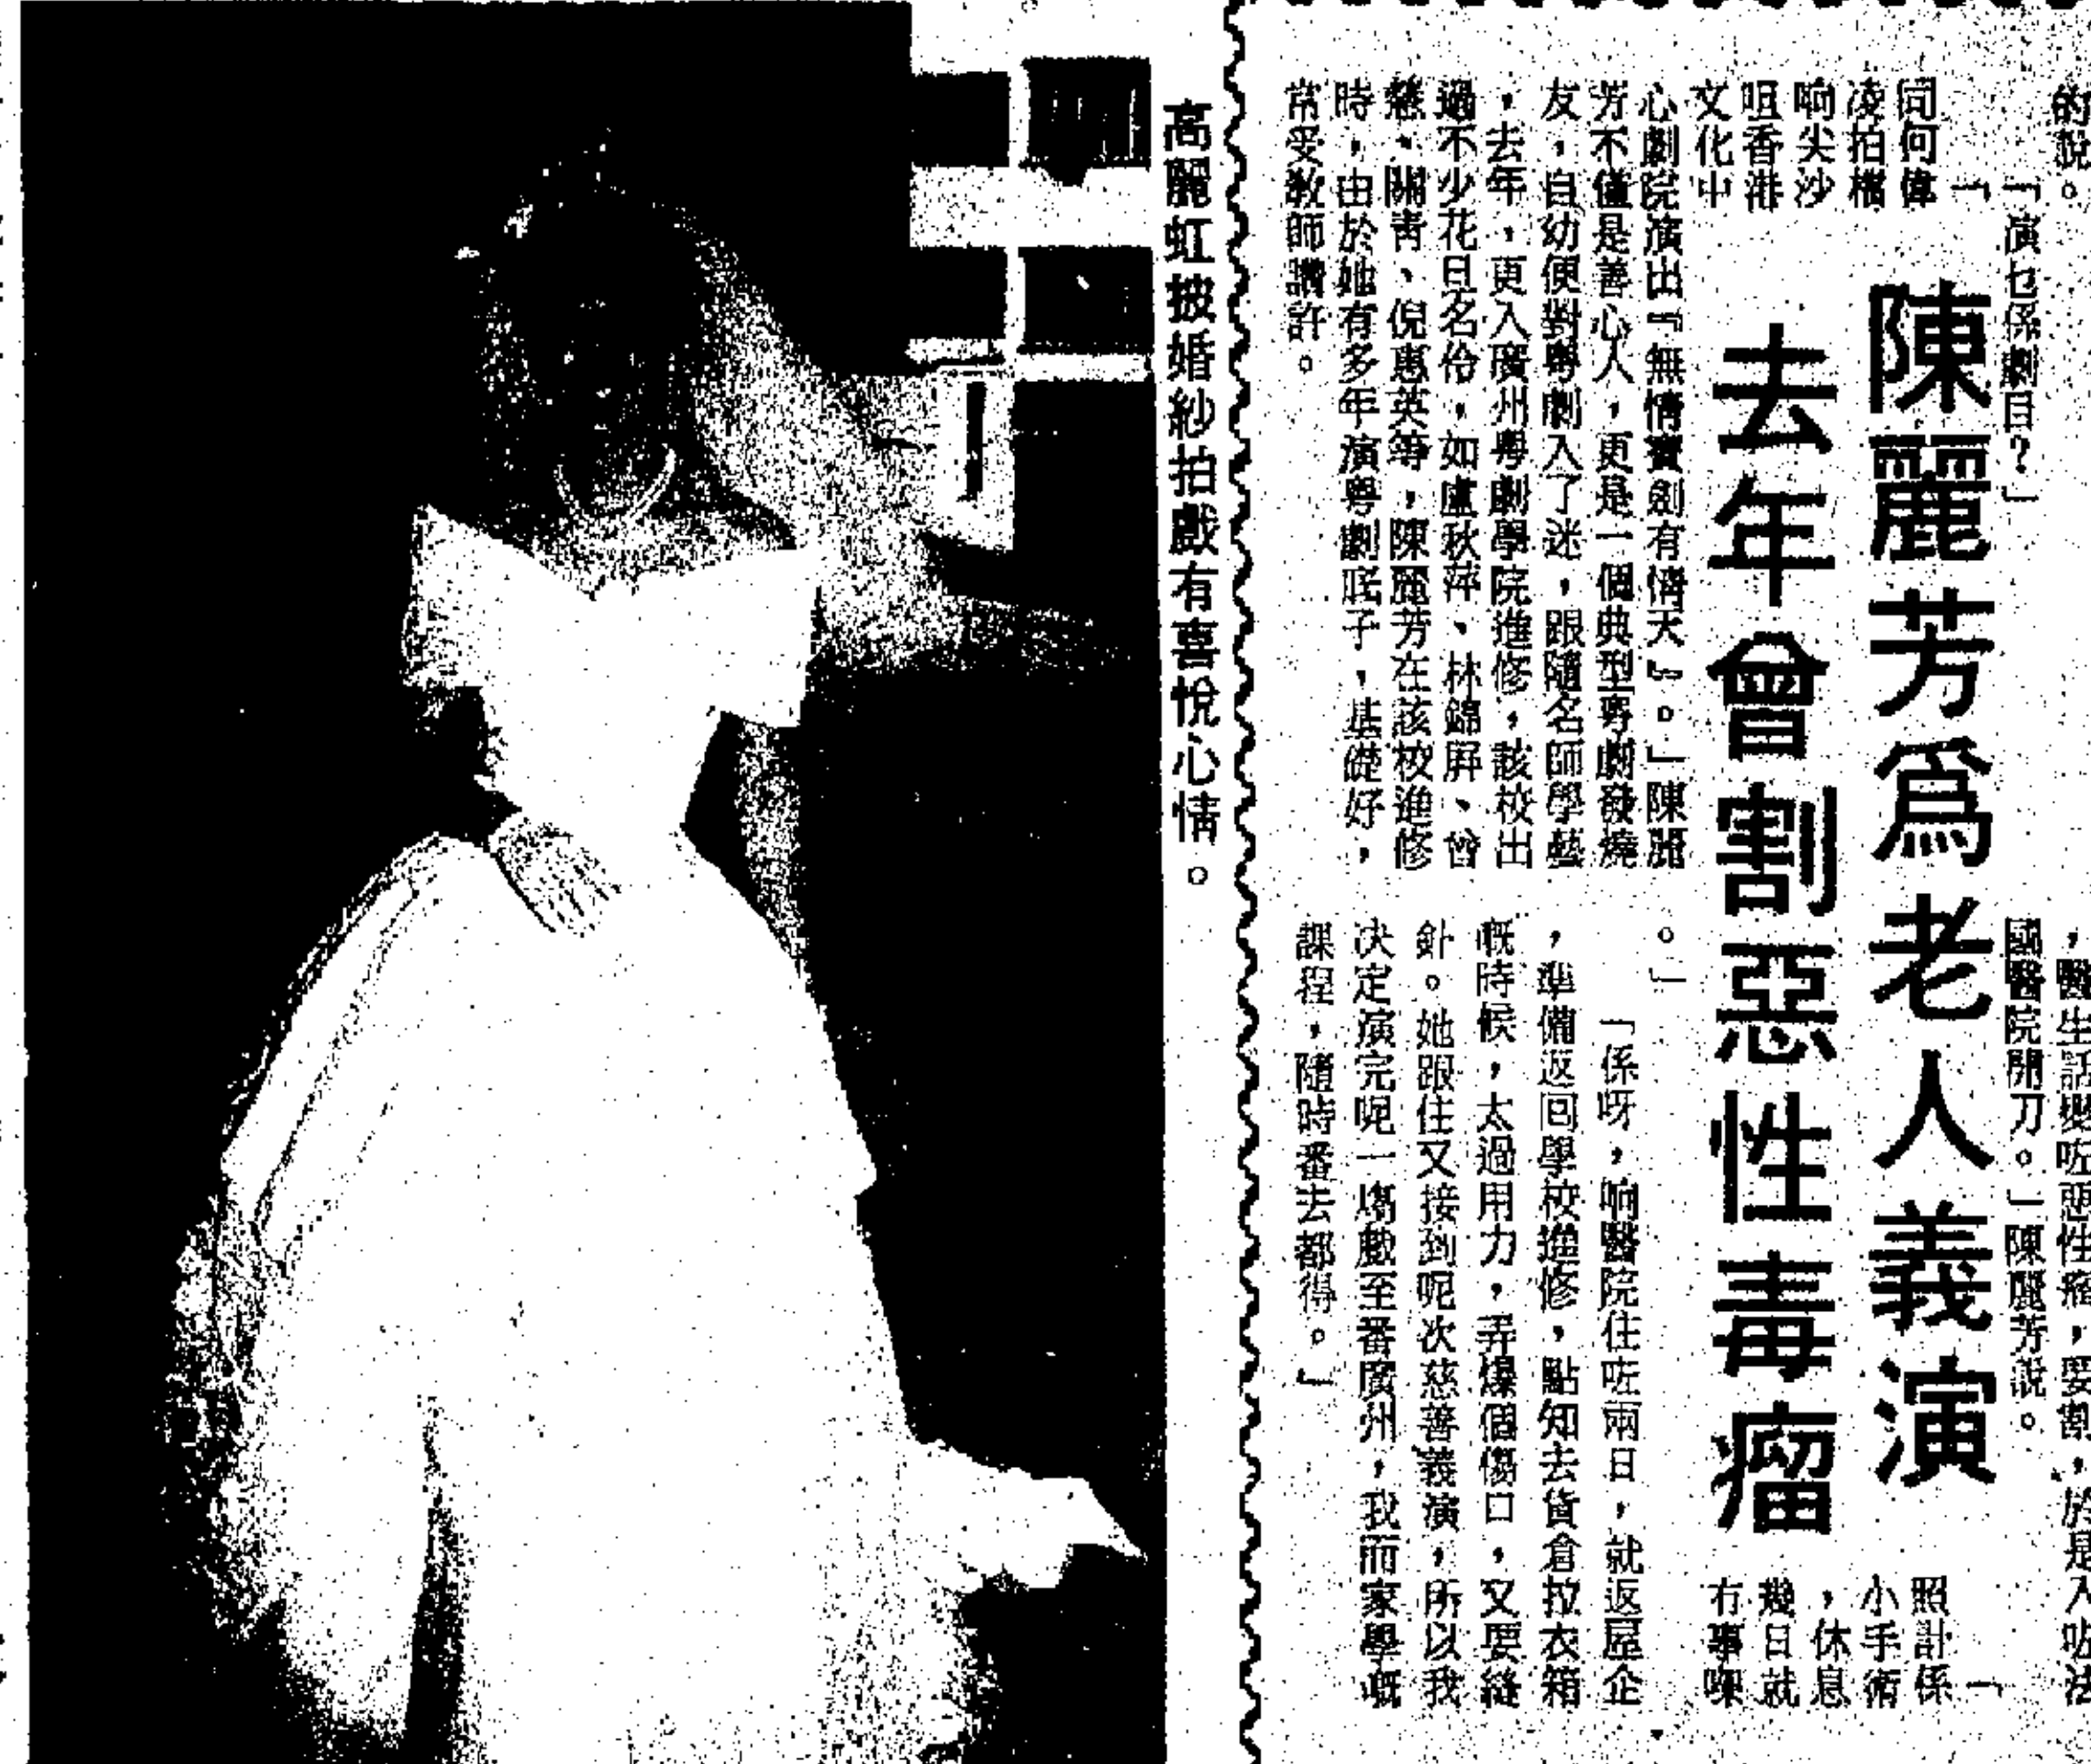 陳麗芳爲老人義演
去年曾割惡性毒瘤
的說。
「演乜係劇目?」
「
同何偉
凌拍檔
响尖沙
咀香港
文化中
心劇院演出『無情寶劍有情天』。」陳麗
芳不僅是善心人,更是一個典型粵劇發燒
友,自幼便對粵劇入了迷,跟隨名師學藝
,去年,更入廣州粵劇學院進修,該校出
過不少花旦名伶,如盧秋萍、林錦屏、曾
慧、關青、倪惠英等,陳麗芳在該校進修
時,由於她有多年演粵劇底子,基礎好,
常受教師讚許。
,醫生話變咗惡性瘤,要割,於是入咗法
國醫院開刀。」陳麗芳說。
「
照計係
小手術
,休息
幾日就
冇事㗎
。」
「係呀,响醫院住咗兩日,就返屋企
,準備返回學校進修,點知去貨倉拉衣箱
嘅時候,太過用力,弄爆個傷口,又要縫
針。她跟住又接到呢次慈善義演,所以我
决定演完呢一塲戲至番廣州,我而家學嘅
課程,隨時番去都得。」
高麗虹披婚紗拍戲有喜悅心情。